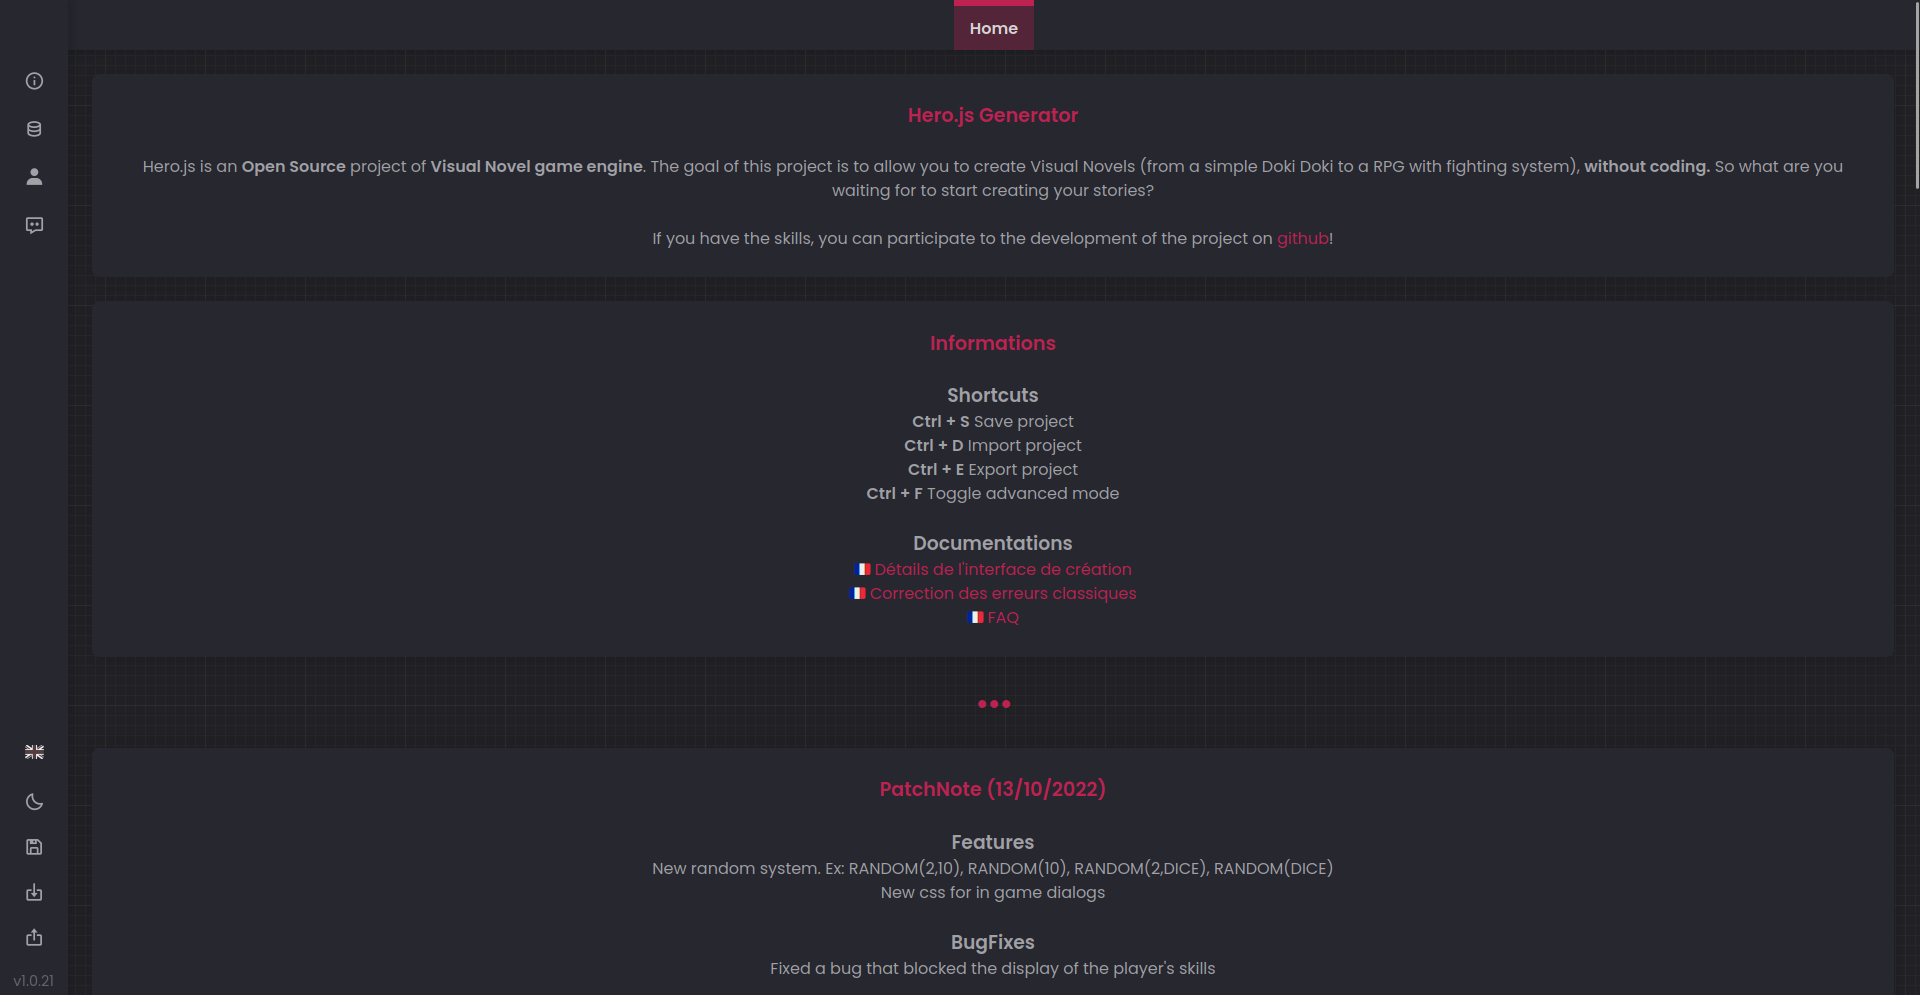 Home
Hero.js Generator
Hero.js is an Open Source project of Visual Novel game engine. The goal of this project is to allow you to create Visual Novels (from a simple Doki Doki to a RPG with fighting system), without coding. So what are you
waiting for to start creating your stories?
If you have the skills, you can participate to the development of the project on github!
Informations
Shortcuts
Ctrl + S Save project
Ctrl + D Import project
Ctrl + E Export project
Ctrl + F Toggle advanced mode
Documentations
Détails de l'interface de création
Correction des erreurs classiques
FAQ
PatchNote (13/10/2022)
Features
New random system. Ex: RANDOM(2,10), RANDOM(10), RANDOM(2,DICE), RANDOM(DICE)
New css for in game dialogs
BugFixes
Fixed a bug that blocked the display of the player's skills
v1.0.21